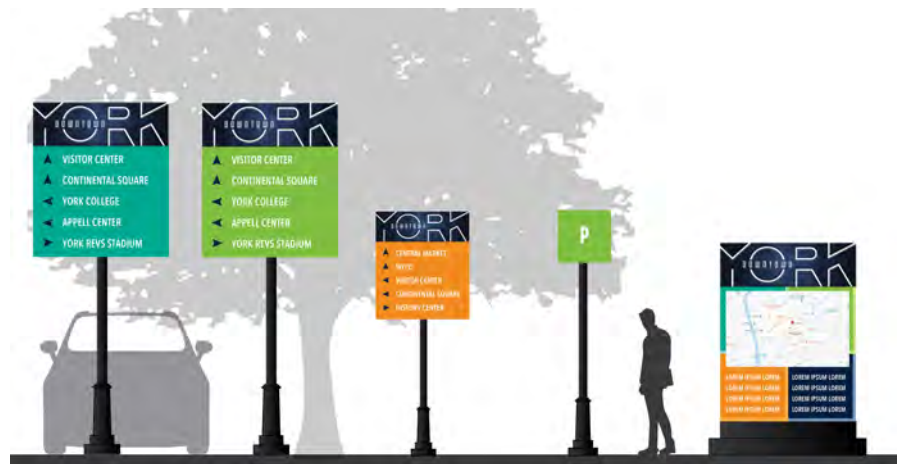 YORK
DOWNTOWN
VISITOR CENTER
CONTINENTAL SQUARE
YORK COLLEGE
APPELL CENTER
YORK REVS STADIUM
YORK
DOWNTOWN
VISITOR CENTER
CONTINENTAL SQUARE
YORK COLLEGE
APPELL CENTER
YORK REVS STADIUM
YORK
DOWNTOWN
CENTRAL MARKET
VISITOR CENTER
CONTINENTAL SQUARE
HISTORY CENTER
P
YORK
DOWNTOWN
LOREM IPSUM LOREM
LOREM IPSUM LOREM
LOREM IPSUM LOREM
LOREM IPSUM LOREM
LOREM IPSUM LOREM
LOREM IPSUM LOREM
LOREM IPSUM LOREM
LOREM IPSUM LOREM